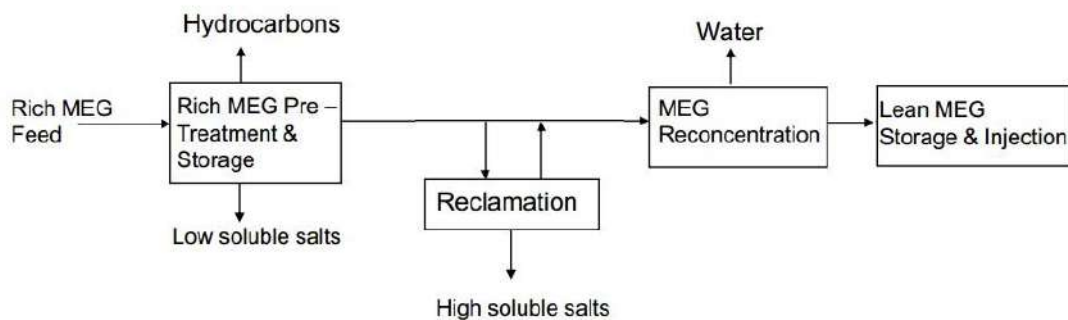 Hydrocarbons
Water
Rich MEG
Feed
Rich MEG Pre –
Treatment &
Storage
MEG
Reconcentration
Lean MEG
Storage & Injection
Reclamation
Low soluble salts
High soluble salts